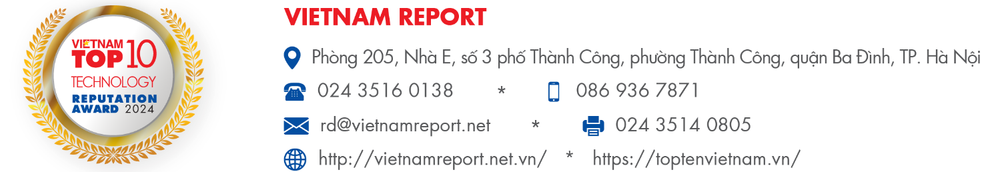 VIETNAM
TOP 10
TECHNOLOGY
REPUTATION
AWARD 2024
VIETNAM REPORT
Phòng 205, Nhà E, số 3 phố Thành Công, phường Thành Công, quận Ba Đình, TP. Hà Nội
024 3516 0138 * 086 936 7871
rd@vietnamreport.net * 024 3514 0805
http://vietnamreport.net.vn/ * https://toptenvietnam.vn/